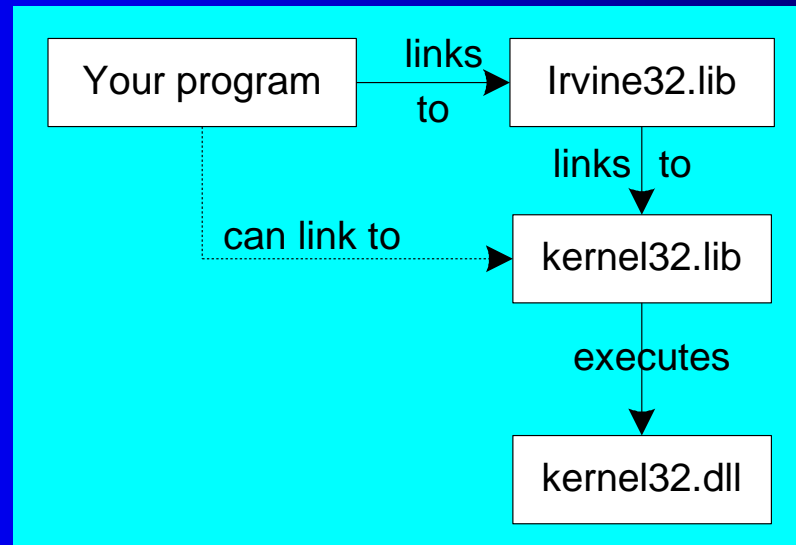 Your program
links
to
Irvine32.lib
links to
can link to
kernel32.lib
executes
kernel32.dll